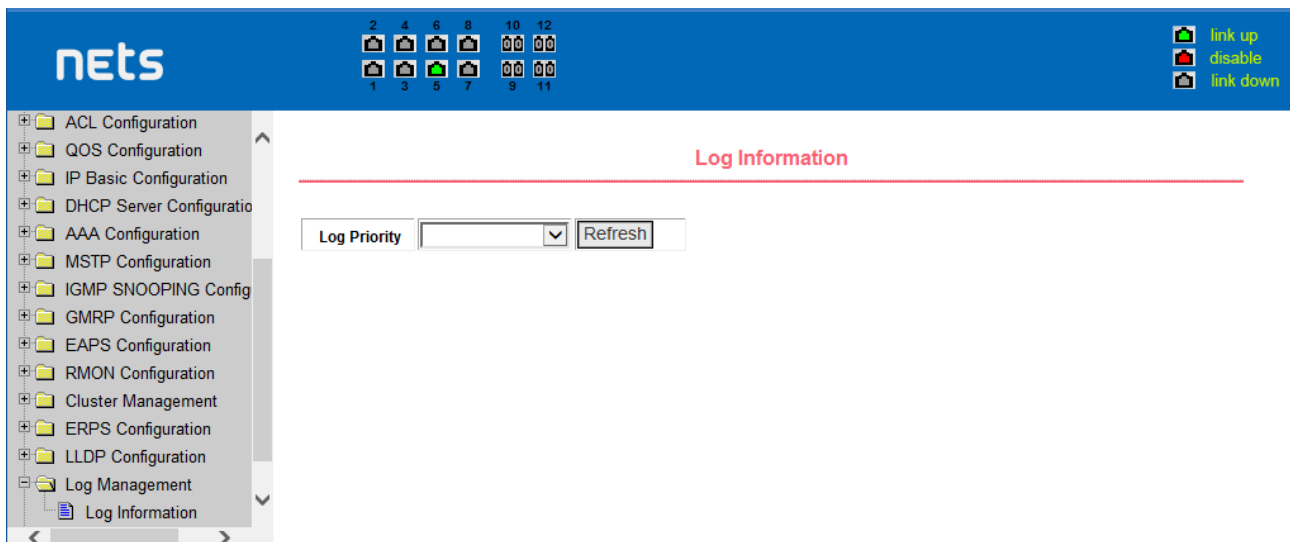 nets
2 4 6 8 10 12
1 3 5 7 9 11
link up
disable
link down
ACL Configuration
QOS Configuration
IP Basic Configuration
DHCP Server Configuratio
AAA Configuration
MSTP Configuration
IGMP SNOOPING Config
GMRP Configuration
EAPS Configuration
RMON Configuration
Cluster Management
ERPS Configuration
LLDP Configuration
Log Management
Log Information
Log Information
Log Priority
Refresh